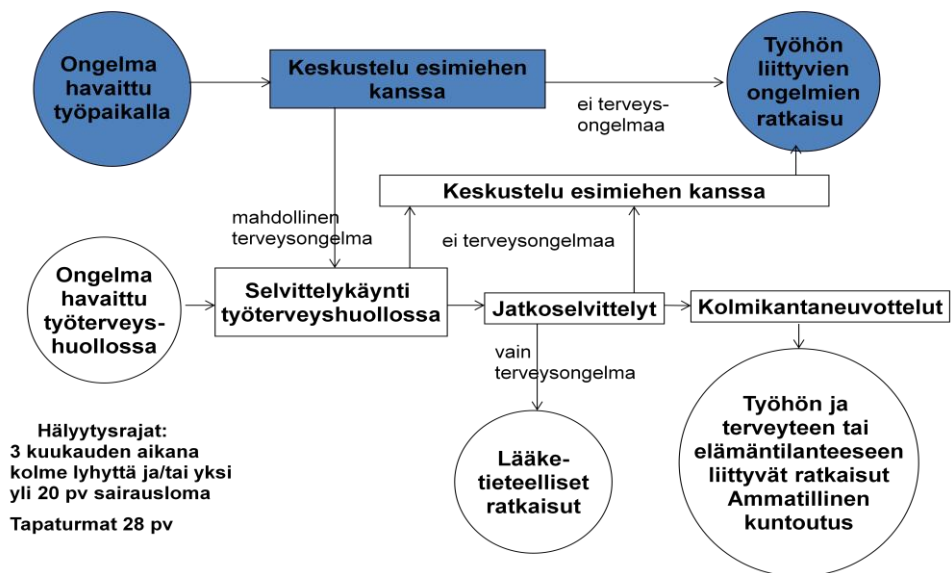 Ongelma
havaittu
työpaikalla
Keskustelu esimiehen
kanssa
Työhön
liittyvien
ongelmien
ratkaisu
ei terveys-
ongelmaa
Keskustelu esimiehen kanssa
mahdollinen
terveysongelma
ei terveysongelmaa
Ongelma
havaittu
työterveys-
huollossa
Selvittelykäynti
työterveyshuollossa
Jatkoselvittelyt
Kolmikantaneuvottelut
vain
terveysongelma
Lääke-
tieteelliset
ratkaisut
Työhön ja
terveyteen tai
elämäntilanteeseen
liittyvät ratkaisut
Ammatillinen
kuntoutus
Hälyytysrajat:
3 kuukauden aikana
kolme lyhyttä ja/tai yksi
yli 20 pv sairausloma
Tapaturmat 28 pv